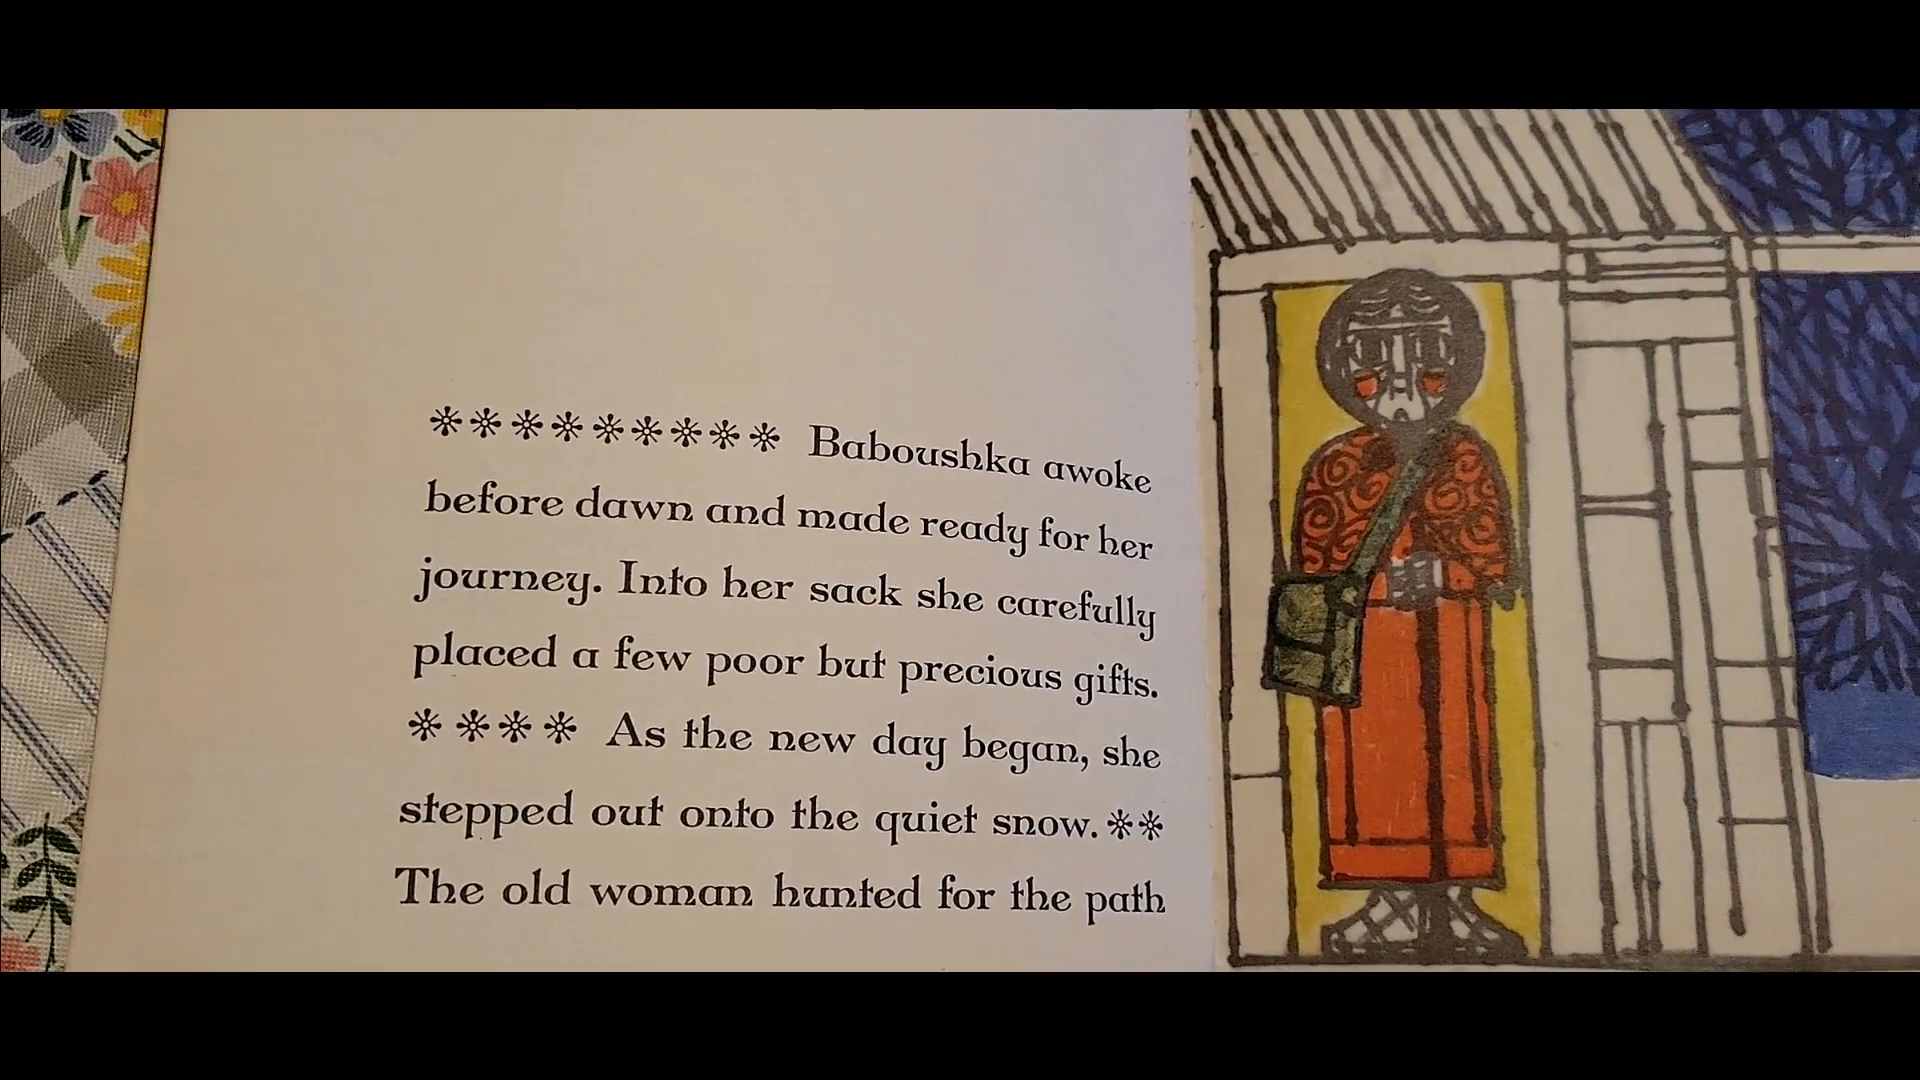 ********* Baboushka awoke
before dawn and made ready for her
journey. Into her sack she carefully
placed a few poor but precious gifts.
**** As the new day began, she
stepped out onto the quiet snow. **
The old woman hunted for the path